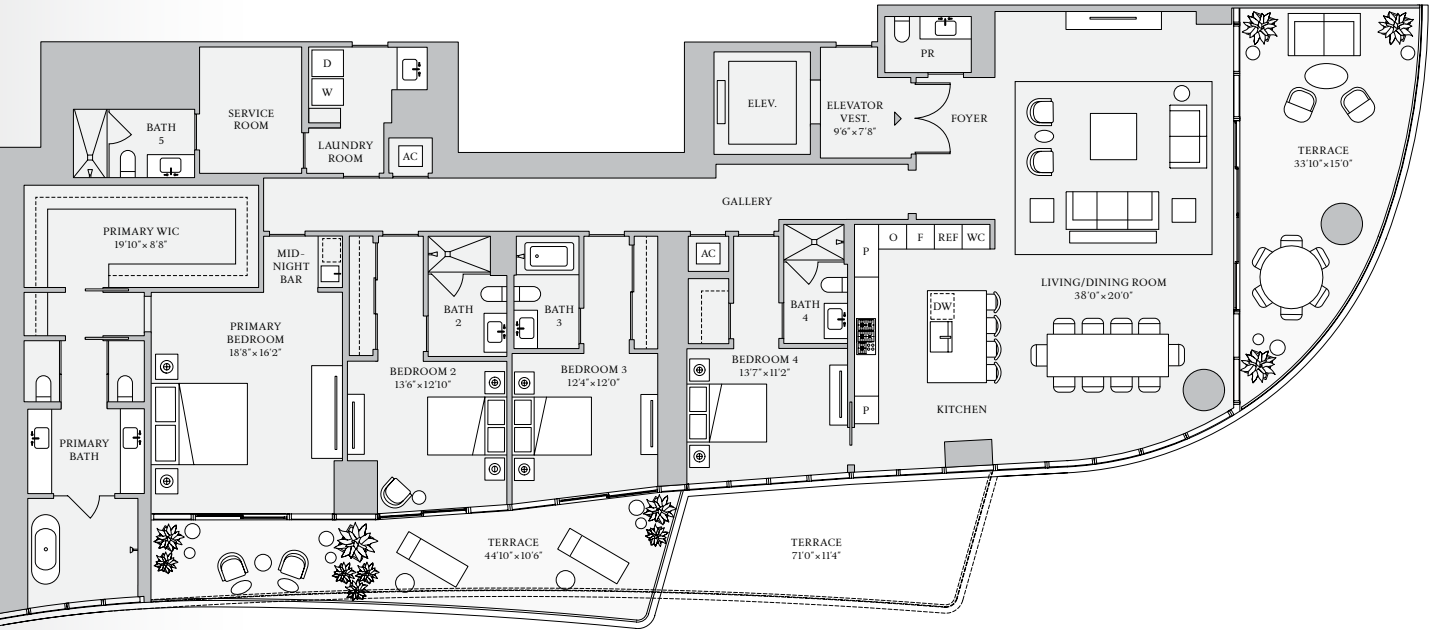 PR
D
W
ELEV.
ELEVATOR
VEST.
9'6"×7'8"
FOYER
SERVICE
ROOM
BATH
5
LAUNDRY
ROOM
AC
TERRACE
33'10"×15'0"
GALLERY
PRIMARY WIC
19'10"×8'8"
MID-
NIGHT
BAR
AC
P
O
F
REF
WC
BATH
2
BATH
3
BATH
4
DW
LIVING/DINING ROOM
38'0"×20'0"
PRIMARY
BEDROOM
18'8"×16'2"
BEDROOM 2
13'6"×12'10"
BEDROOM 3
12'4"×12'0"
BEDROOM 4
13'7"×11'2"
P
KITCHEN
PRIMARY
BATH
TERRACE
44'10"×10'6"
TERRACE
71'0"×11'4"